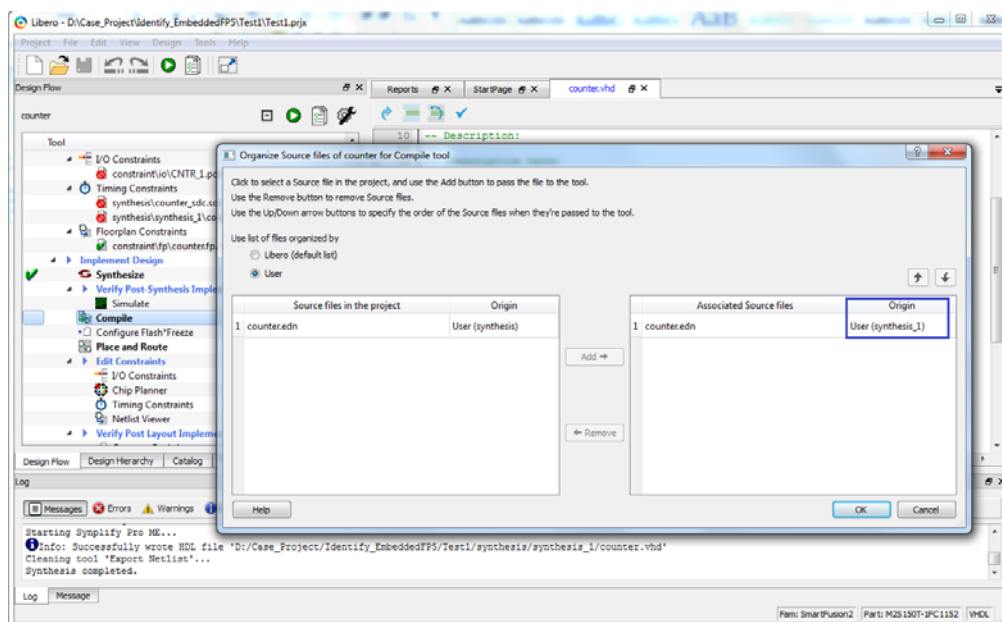 Libero - D:\Case_Project\Identify_EmbeddedFP5\Test1\Test1.prjx
Project File Edit View Design Tools Help
Design Flow
Reports
StartPage
counter.vhd
counter
10 -- Description:
Tool
I/O Constraints
constraint\io\CNTR_1.pd
Timing Constraints
synthesis\counter_sdc.sd
synthesis\synthesis_1\co
Floorplan Constraints
constraint\fp\counter.fp.
Implement Design
Synthesize
Verify Post-Synthesis Imple
Simulate
Compile
Configure Flash*Freeze
Place and Route
Edit Constraints
I/O Constraints
Chip Planner
Timing Constraints
Netlist Viewer
Verify Post Layout Impleme
Design Flow Design Hierarchy Catalog
Organize Source files of counter for Compile tool
Click to select a Source file in the project, and use the Add button to pass the file to the tool.
Use the Remove button to remove Source files.
Use the Up/Down arrow buttons to specify the order of the Source files when they're passed to the tool.
Use list of files organized by
Libero (default list)
User
Source files in the project Origin
1 counter.edn User (synthesis)
Add
Remove
Associated Source files Origin
1 counter.edn User (synthesis_1)
Help OK Cancel
Log
Messages Errors Warnings
Starting Synplify Pro ME...
Info: Successfully wrote HDL file 'D:/Case_Project/Identify_EmbeddedFP5/Test1/synthesis/synthesis_1/counter.vhd'
Cleaning tool 'Export Netlist'...
Synthesis completed.
Log Message
Fam: SmartFusion2 Part: M2S150T-1FC1152 VHDL